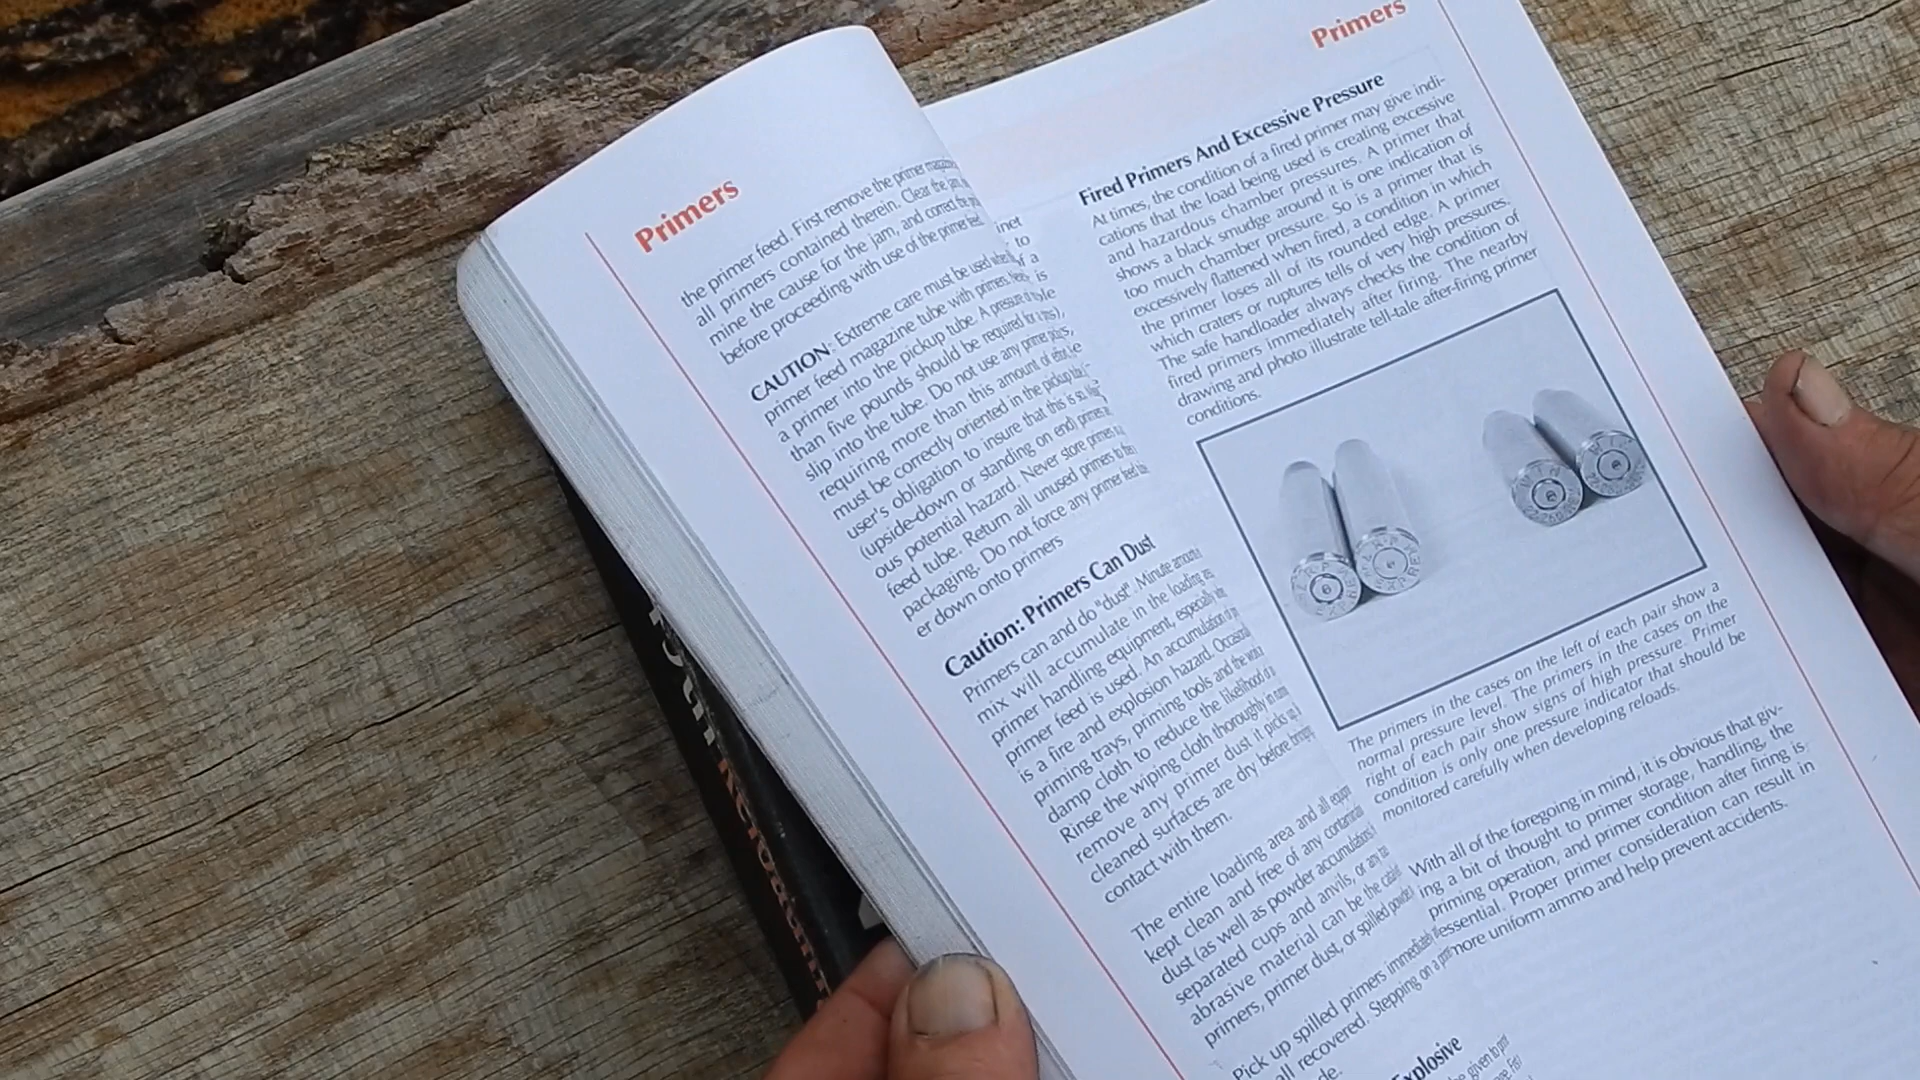 Primers
the primer feed. First remove the primer magazine
all primers contained therein. Clear the jam,
mine the cause for the jam, and correct the
before proceeding with use of the primer feed.
CAUTION: Extreme care must be used when
primer feed magazine tube with primers.
a primer into the pickup tube. A pressure
than five pounds should be required for
slip into the tube. Do not use any primer
requiring more than this amount of
must be correctly oriented in the pickup
user's obligation to insure that this is so.
(upside-down or standing on end) primers
ous potential hazard. Never store primers
feed tube. Return all unused primers to
packaging. Do not force any primer feed
er down onto primers
Caution: Primers Can Dust
Primers can and do "dust". Minute
mix will accumulate in the loading
primer handling equipment, especially
primer feed is used. An accumulation of
is a fire and explosion hazard.
priming trays, priming tools and the
damp cloth to reduce the likelihood of
Rinse the wiping cloth thoroughly
remove any primer dust it picks up.
cleaned surfaces are dry before
contact with them.
The entire loading area and all
kept clean and free of any
dust (as well as powder accumulations)
separated cups and anvils, or any
abrasive material can be the
primers, primer dust, or spilled powder
Pick up spilled primers immediately
all recovered. Stepping on a
de.
Explosive
Primers
Fired Primers And Excessive Pressure
At times, the condition of a fired primer may give indi-
cations that the load being used is creating excessive
and hazardous chamber pressures. A primer that
shows a black smudge around it is one indication of
too much chamber pressure. So is a primer that is
excessively flattened when fired, a condition in which
the primer loses all of its rounded edge. A primer
which craters or ruptures tells of very high pressures.
The safe handloader always checks the condition of
fired primers immediately after firing. The nearby
drawing and photo illustrate tell-tale after-firing primer
conditions.
The primers in the cases on the left of each pair show a
normal pressure level. The primers in the cases on the
right of each pair show signs of high pressure. Primer
condition is only one pressure indicator that should be
monitored carefully when developing reloads.
With all of the foregoing in mind, it is obvious that giv-
ing a bit of thought to primer storage, handling, the
priming operation, and primer condition after firing is
essential. Proper primer consideration can result in
more uniform ammo and help prevent accidents.